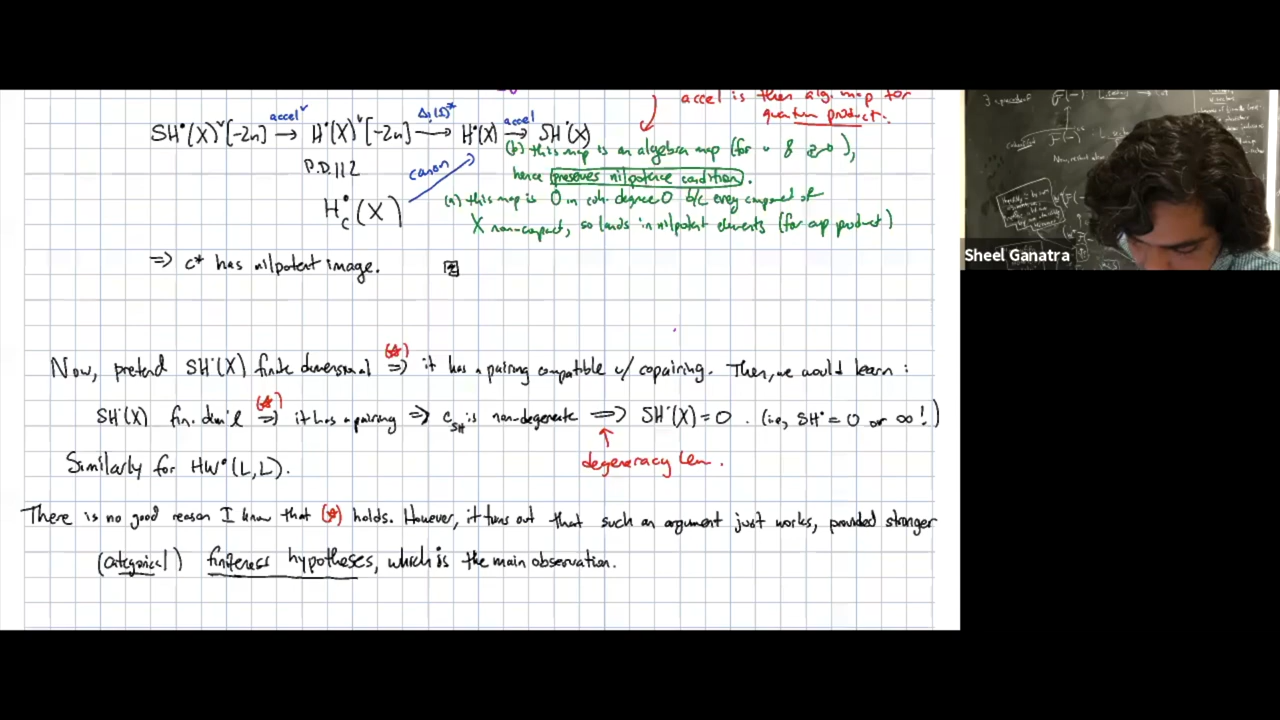 accel is then alg. map for
quantum product.
SH•(X)ᵛ[-2n] → H•(X)ᵛ[-2n] → H•(X) → SH•(X)
accelᵛ
accel
(b) this map is an algebra map
hence preserves nilpotence condition.
P.D. 112
canon
H•c(X)
(a) this map is 0 in coh. degree 0 b/c every component of
X non-compact, so lands in nilpotent elements (for cup product)
⇒ c* has nilpotent image.
Sheel Ganatra
Now, pretend SH•(X) finite dimensional (*)⇒ it has a pairing compatible w/ copairing. Then, we would learn:
SH•(X) fin. dim'l (*)⇒ it has a pairing ⇒ c_SH is non-degenerate ⇒ SH•(X) = 0. (i.e., SH• = 0 or ∞!)
degeneracy lem.
Similarly for HW•(L,L).
There is no good reason I know that (*) holds. However, it turns out that such an argument just works, provided stronger
(categorical) finiteness hypotheses, which is the main observation.